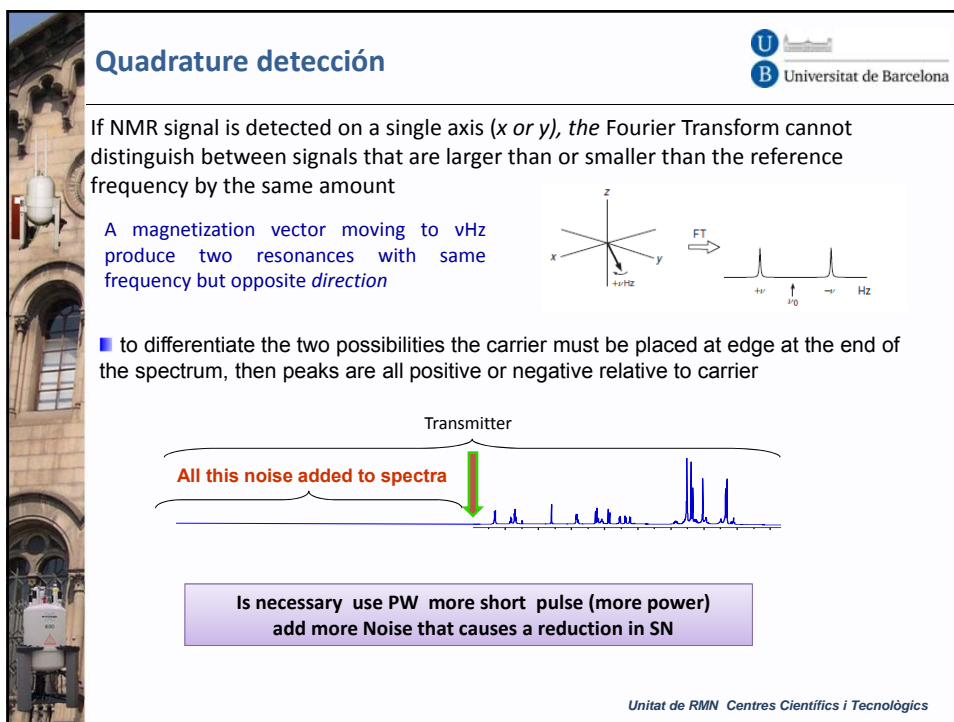 Quadrature detección
U
B Universitat de Barcelona
If NMR signal is detected on a single axis (x or y), the Fourier Transform cannot
distinguish between signals that are larger than or smaller than the reference
frequency by the same amount
A magnetization vector moving to νHz
produce two resonances with same
frequency but opposite direction
z
x
y
+νHz
FT
+ν
ν0
−ν
Hz
to differentiate the two possibilities the carrier must be placed at edge at the end of
the spectrum, then peaks are all positive or negative relative to carrier
Transmitter
All this noise added to spectra
Is necessary use PW more short pulse (more power)
add more Noise that causes a reduction in SN
Unitat de RMN Centres Científics i Tecnològics